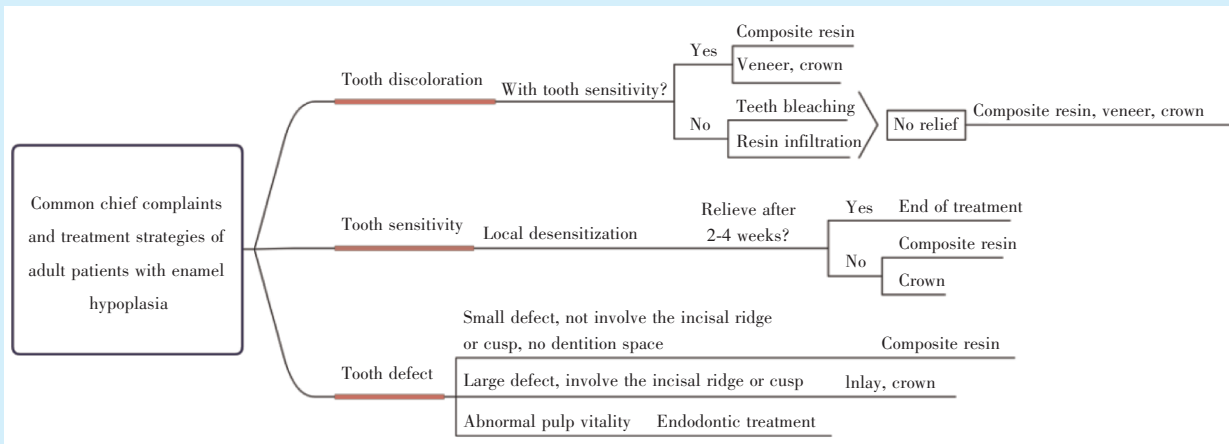 Common chief complaints
and treatment strategies of
adult patients with enamel
hypoplasia
Tooth discoloration
With tooth sensitivity?
Yes
Composite resin
Veneer, crown
No
Teeth bleaching
Resin infiltration
No relief
Composite resin, veneer, crown
Tooth sensitivity
Local desensitization
Relieve after
2-4 weeks?
Yes
End of treatment
No
Composite resin
Crown
Tooth defect
Small defect, not involve the incisal ridge
or cusp, no dentition space
Composite resin
Large defect, involve the incisal ridge or cusp
lnlay, crown
Abnormal pulp vitality
Endodontic treatment